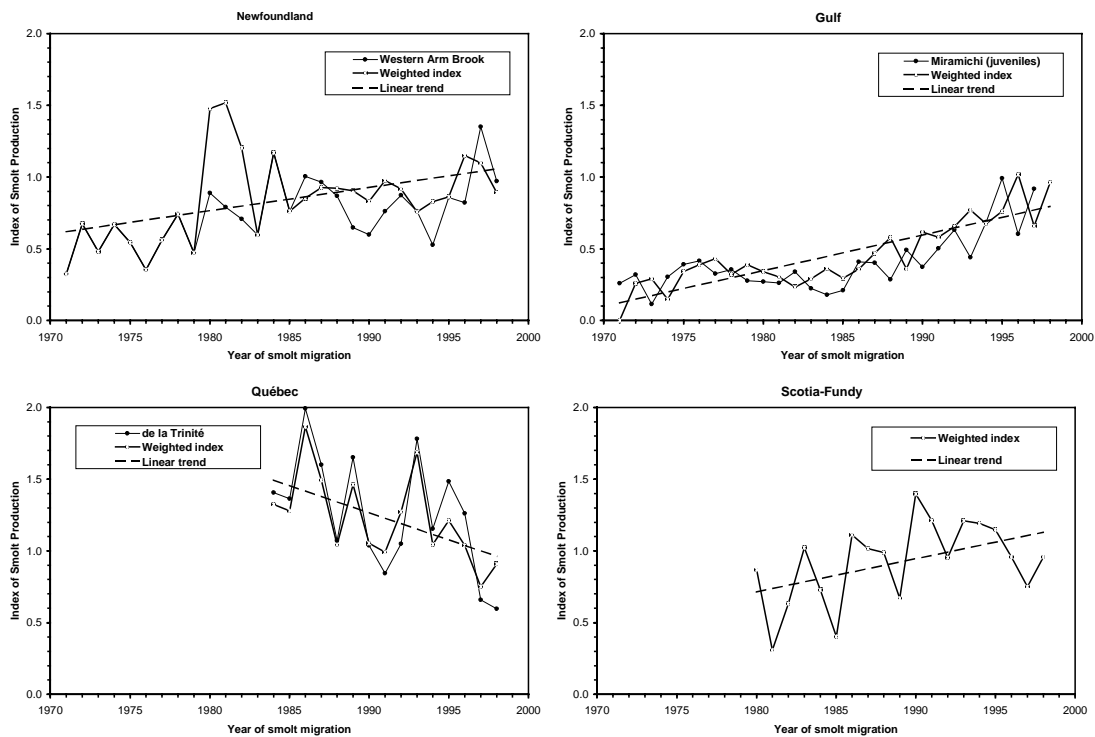 Newfoundland
2.0
1.5
1.0
0.5
0.0
Index of Smolt Production
Western Arm Brook
Weighted index
Linear trend
1970 1975 1980 1985 1990 1995 2000
Year of smolt migration
Gulf
2.0
1.5
1.0
0.5
0.0
Index of Smolt Production
Miramichi (juveniles)
Weighted index
Linear trend
1970 1975 1980 1985 1990 1995 2000
Year of smolt migration
Québec
2.0
1.5
1.0
0.5
0.0
Index of Smolt Production
de la Trinité
Weighted index
Linear trend
1970 1975 1980 1985 1990 1995 2000
Year of smolt migration
Scotia-Fundy
2.0
1.5
1.0
0.5
0.0
Index of Smolt Production
Weighted index
Linear trend
1970 1975 1980 1985 1990 1995 2000
Year of smolt migration